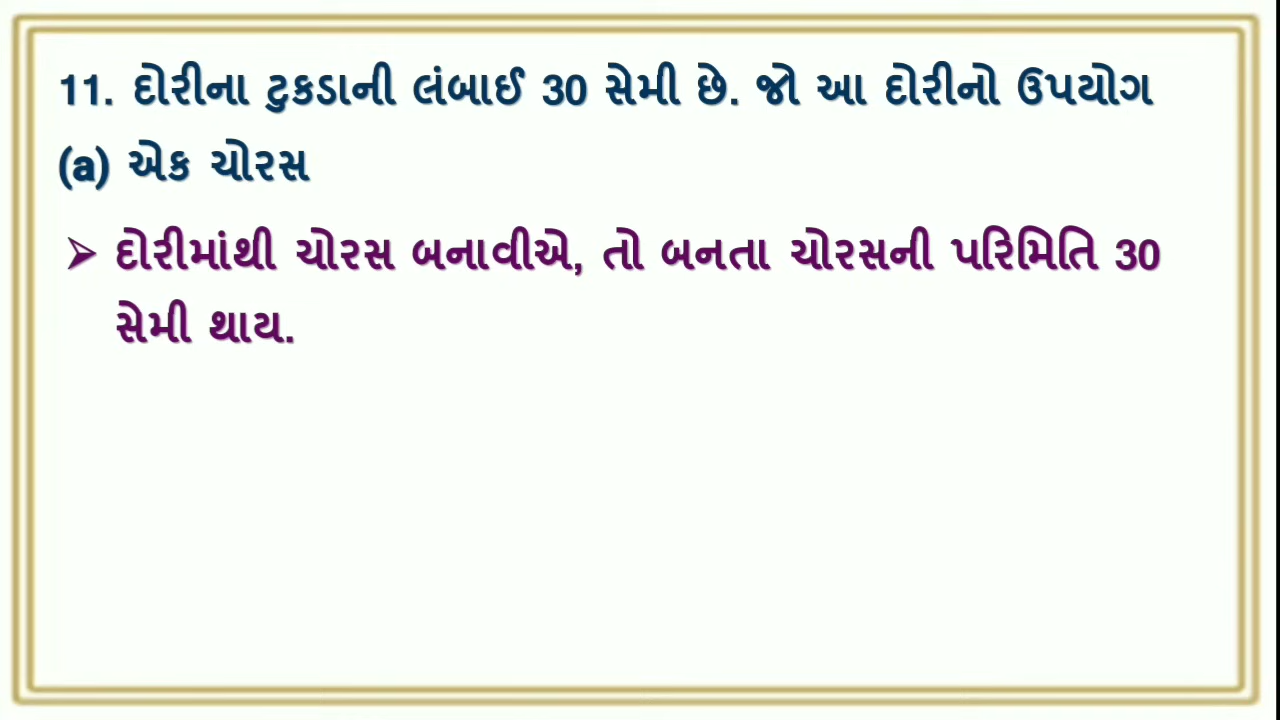 11. દોરીના ટુકડાની લંબાઈ 30 સેમી છે. જો આ દોરીનો ઉપયોગ
(a) એક ચોરસ
➢ દોરીમાંથી ચોરસ બનાવીએ, તો બનતા ચોરસની પરિમિતિ 30
સેમી થાય.